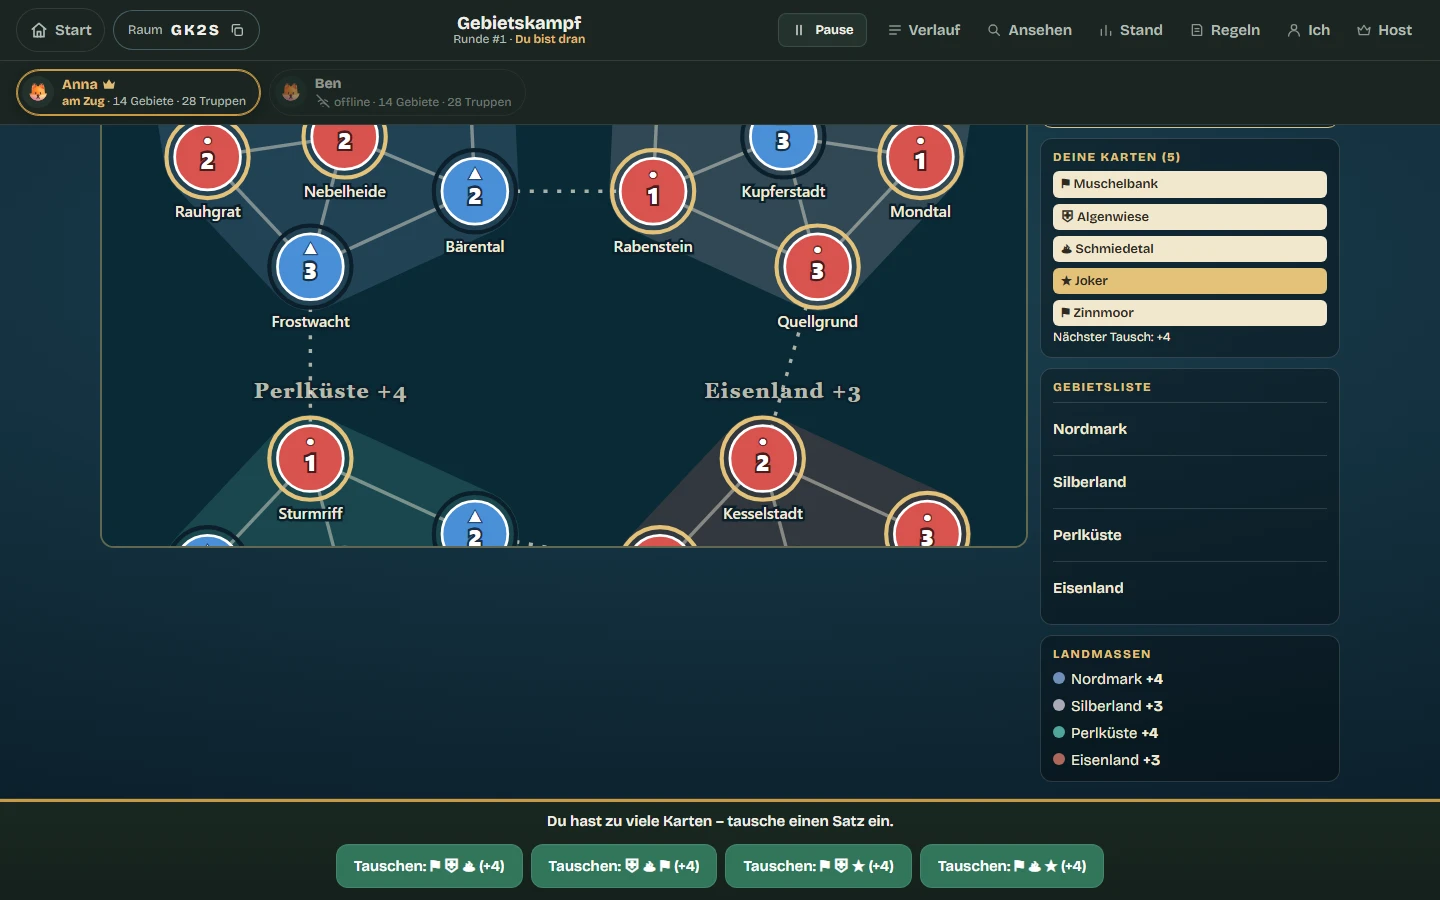 Start
Raum GK2S
Gebietskampf
Runde #1 · Du bist dran
Pause
Verlauf
Ansehen
Stand
Regeln
Ich
Host
Anna
am Zug · 14 Gebiete · 28 Truppen
Ben
offline · 14 Gebiete · 28 Truppen
2
Rauhgrat
2
Nebelheide
2
Bärental
3
Frostwacht
1
Rabenstein
3
Kupferstadt
1
Mondtal
3
Quellgrund
Perlküste +4
Eisenland +3
1
Sturmriff
2
2
Kesselstadt
3
DEINE KARTEN (5)
Muschelbank
Algenwiese
Schmiedetal
★ Joker
Zinnmoor
Nächster Tausch: +4
GEBIETSLISTE
Nordmark
Silberland
Perlküste
Eisenland
LANDMASSEN
Nordmark +4
Silberland +3
Perlküste +4
Eisenland +3
Du hast zu viele Karten – tausche einen Satz ein.
Tauschen: ⚑ ⛨ ⛵ (+4)
Tauschen: ⛨ ⛵ ⚑ (+4)
Tauschen: ⚑ ⛨ ★ (+4)
Tauschen: ⚑ ⛵ ★ (+4)